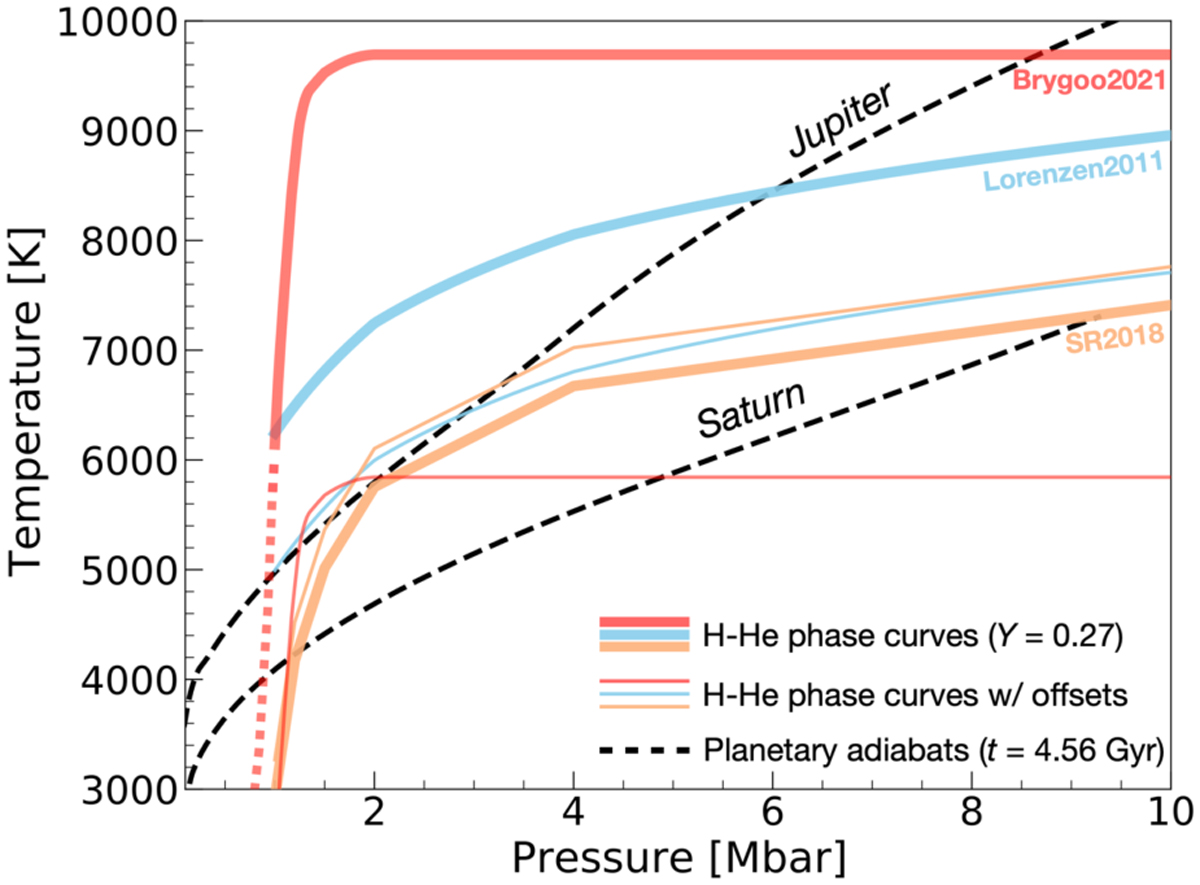 10000
9000
8000
7000
6000
5000
4000
3000
Temperature [K]
Brygoo2021
Jupiter
Lorenzen2011
SR2018
Saturn
H-He phase curves (Y = 0.27)
H-He phase curves w/ offsets
Planetary adiabats (t = 4.56 Gyr)
2 4 6 8 10
Pressure [Mbar]